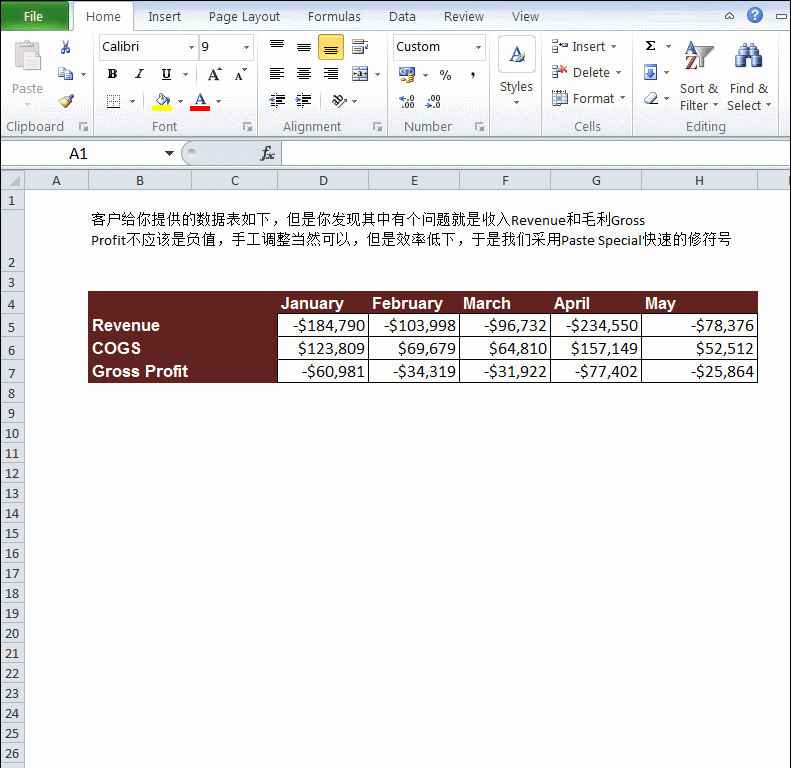 File Home Insert Page Layout Formulas Data Review View
Calibri 9 Custom
B I U A A % ,
Paste Styles Insert Delete Format Σ Sort & Filter Find & Select
Clipboard Font Alignment Number Cells Editing
A1 fx
A B C D E F G H
1
客户给你提供的数据表如下，但是你发现其中有个问题就是收入Revenue和毛利Gross
Profit不应该是负值，手工调整当然可以，但是效率低下，于是我们采用Paste Special快速的修符号
2
3
4 January February March April May
5 Revenue -$184,790 -$103,998 -$96,732 -$234,550 -$78,376
6 COGS $123,809 $69,679 $64,810 $157,149 $52,512
7 Gross Profit -$60,981 -$34,319 -$31,922 -$77,402 -$25,864
8
9
10
11
12
13
14
15
16
17
18
19
20
21
22
23
24
25
26